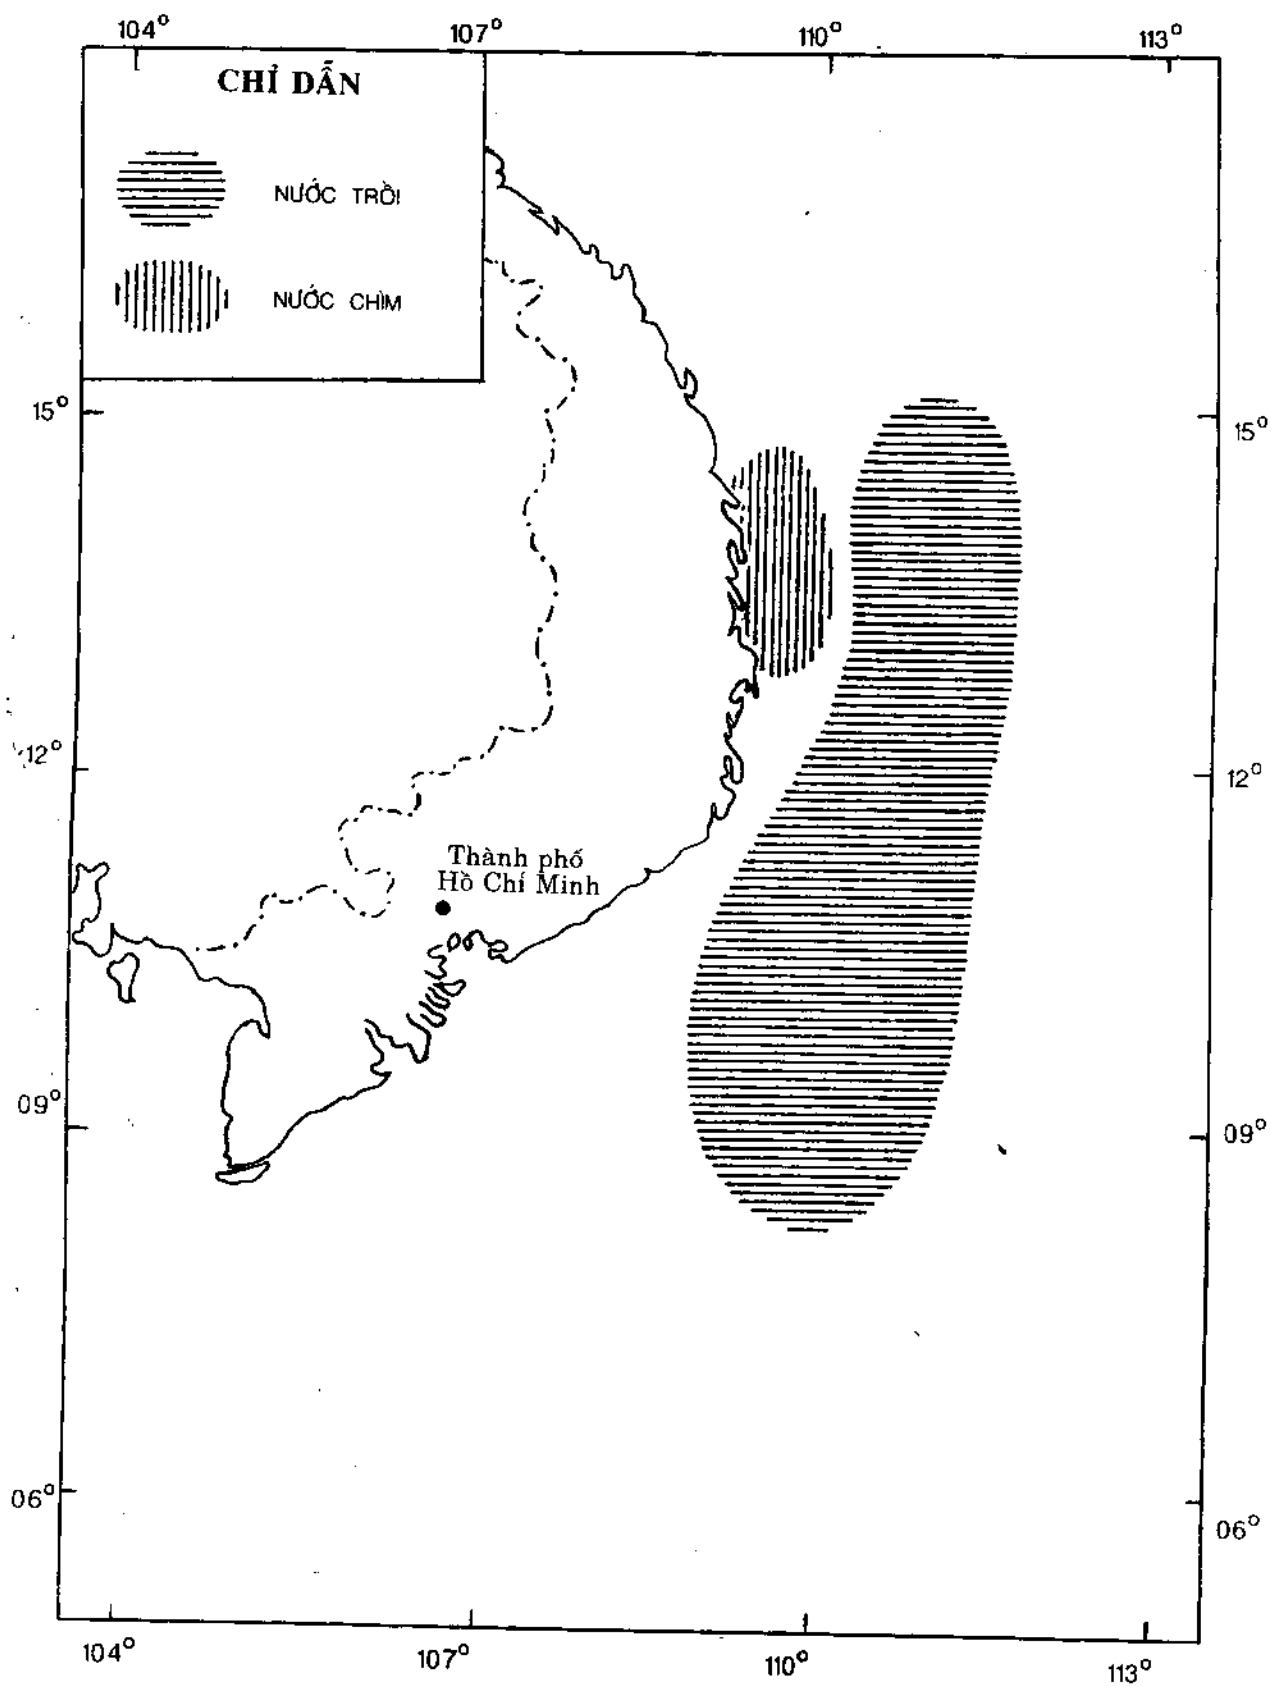 104° 107° 110° 113°
CHỈ DẪN
NƯỚC TRỒI
NƯỚC CHÌM
15° 15°
12° 12°
Thành phố
Hồ Chí Minh
09° 09°
06° 06°
104° 107° 110° 113°